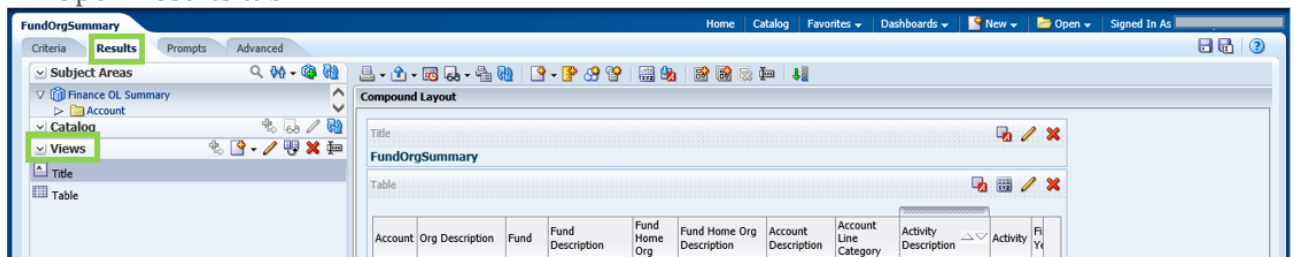 FundOrgSummary Home Catalog Favorites Dashboards New Open Signed In As
Criteria Results Prompts Advanced
Subject Areas
Finance OL Summary
Account
Catalog
Views
Title
Table
Compound Layout
Title
FundOrgSummary
Table
Account Org Description Fund Fund Description Fund Home Org Fund Home Org Description Account Description Account Line Category Activity Description Activity